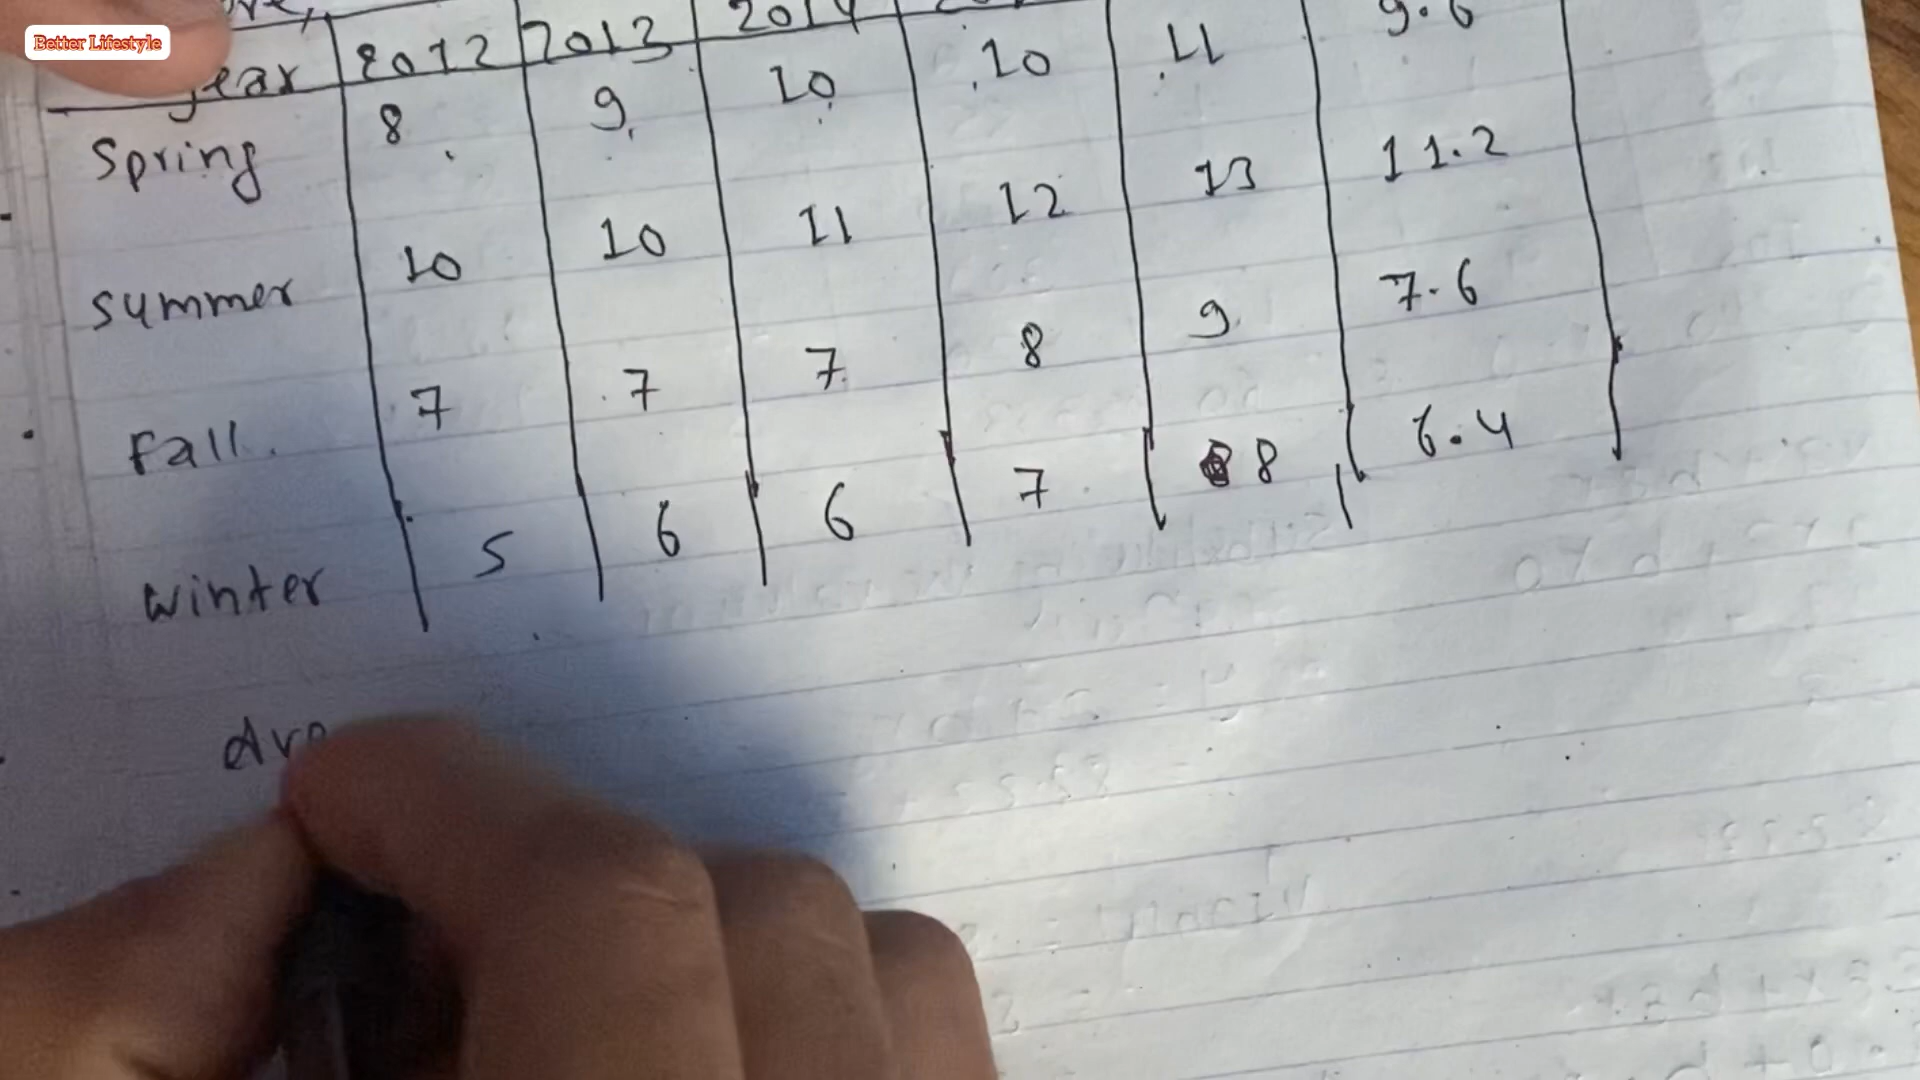 Better Lifestyle
year 2012 2013 2014
Spring 8 9 10 10 11 9.6
Summer 10 10 11 12 13 11.2
Fall. 7 7 7 8 9 7.6
Winter 5 6 6 7 8 6.4